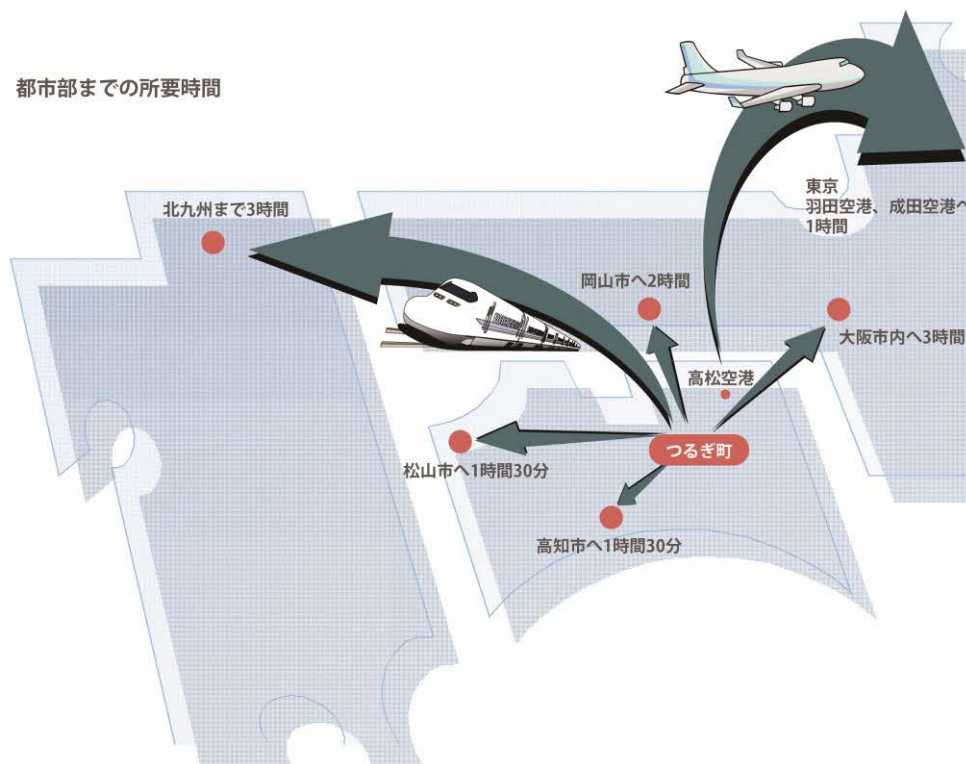 都市部までの所要時間
東京
羽田空港、成田空港へ
1時間
北九州まで3時間
岡山市へ2時間
大阪市内へ3時間
高松空港
つるぎ町
松山市へ1時間30分
高知市へ1時間30分